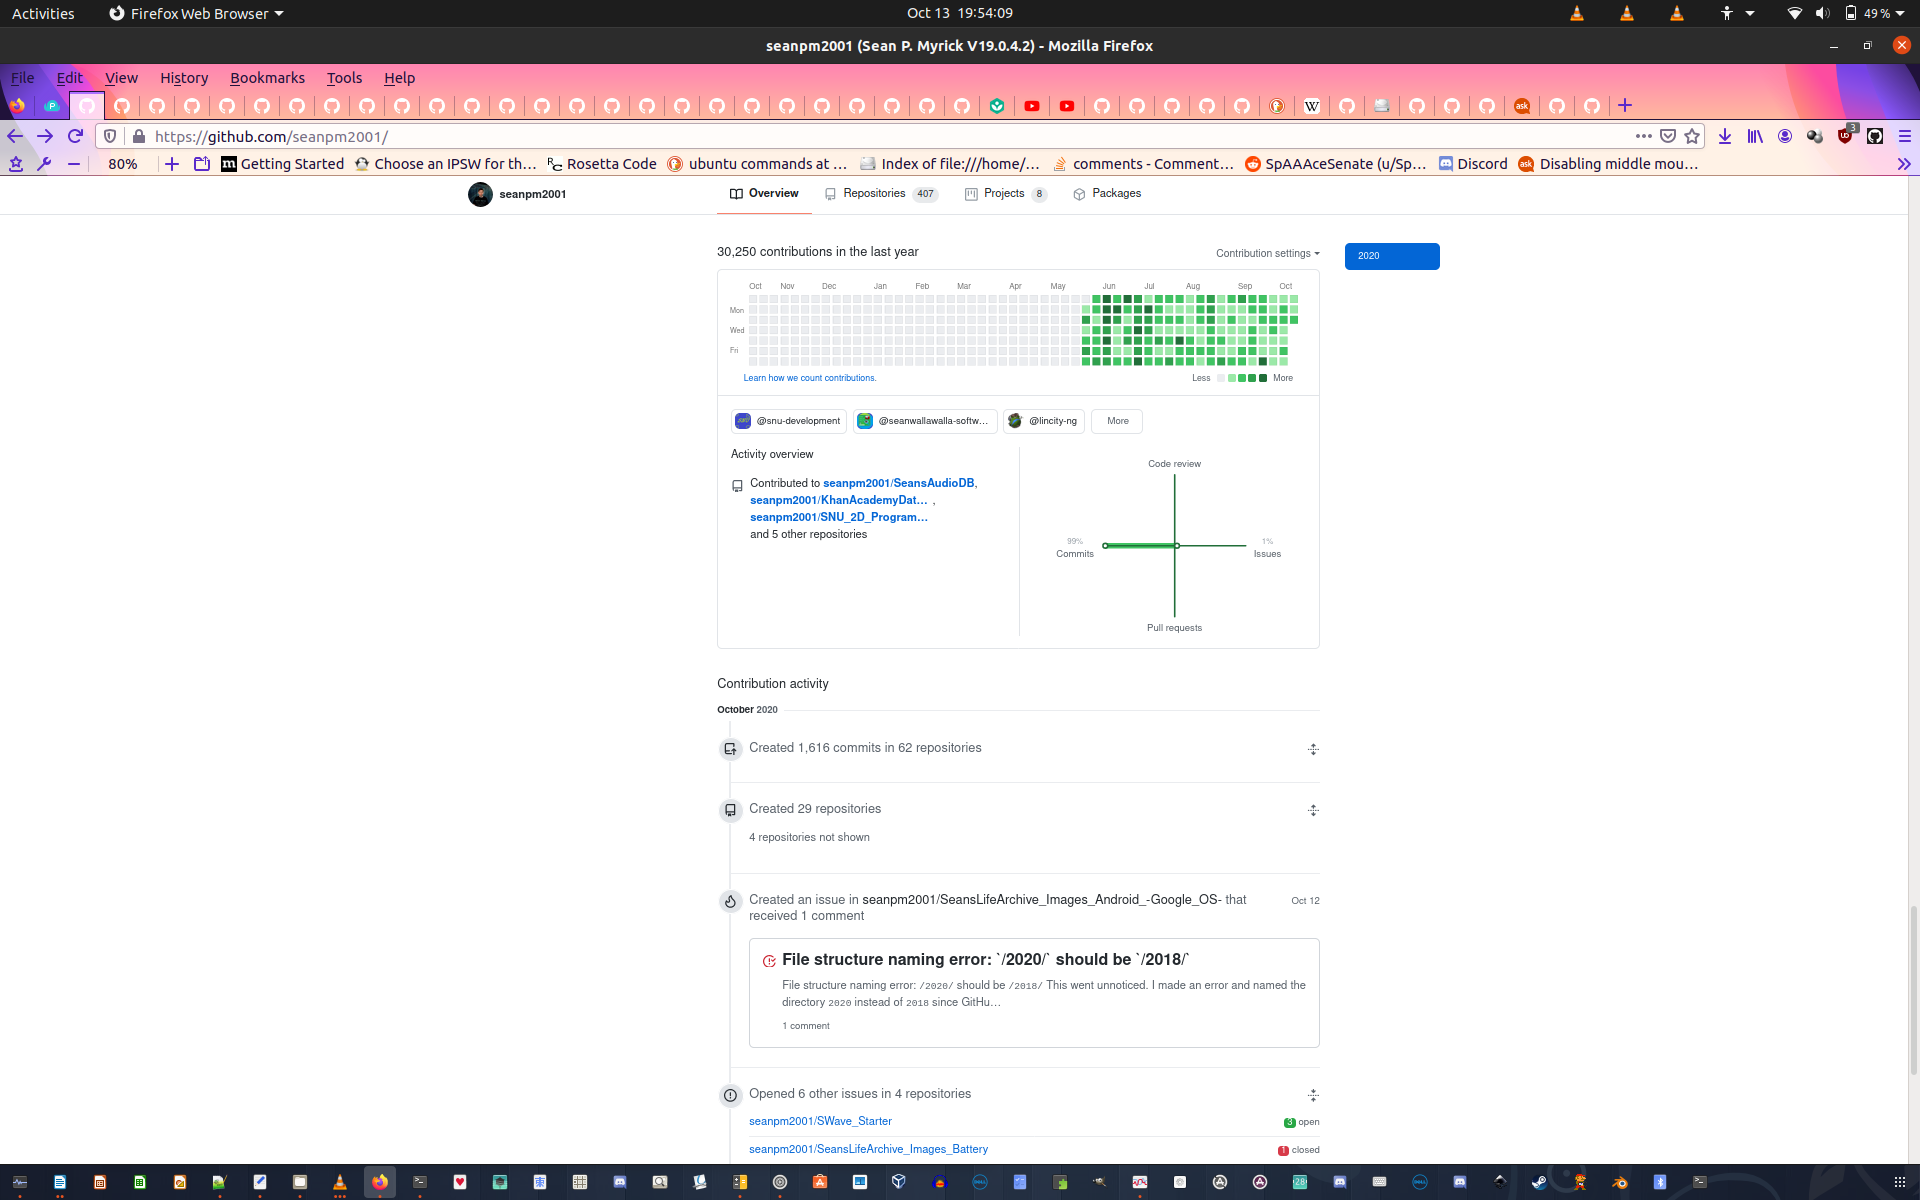 Activities
Firefox Web Browser
Oct 13 19:54:09
49 %
seanpm2001 (Sean P. Myrick V19.0.4.2) - Mozilla Firefox
File Edit View History Bookmarks Tools Help
https://github.com/seanpm2001/
3
80%
Getting Started
Choose an IPSW for th…
Rosetta Code
ubuntu commands at …
Index of file:///home/…
comments - Comment…
SpAAAceSenate (u/Sp…
Discord
Disabling middle mou…
seanpm2001
Overview
Repositories 407
Projects 8
Packages
30,250 contributions in the last year
Contribution settings
2020
Oct Nov Dec Jan Feb Mar Apr May Jun Jul Aug Sep Oct
Mon
Wed
Fri
Learn how we count contributions.
Less More
@snu-development
@seanwallawalla-softw…
@lincity-ng
More
Activity overview
Contributed to seanpm2001/SeansAudioDB,
seanpm2001/KhanAcademyDat… ,
seanpm2001/SNU_2D_Program…
and 5 other repositories
Code review
99%
Commits
1%
Issues
Pull requests
Contribution activity
October 2020
Created 1,616 commits in 62 repositories
Created 29 repositories
4 repositories not shown
Created an issue in seanpm2001/SeansLifeArchive_Images_Android_-Google_OS- that
received 1 comment
Oct 12
File structure naming error: `/2020/` should be `/2018/`
File structure naming error: /2020/ should be /2018/ This went unnoticed. I made an error and named the
directory 2020 instead of 2018 since GitHu…
1 comment
Opened 6 other issues in 4 repositories
seanpm2001/SWave_Starter
3 open
seanpm2001/SeansLifeArchive_Images_Battery
1 closed